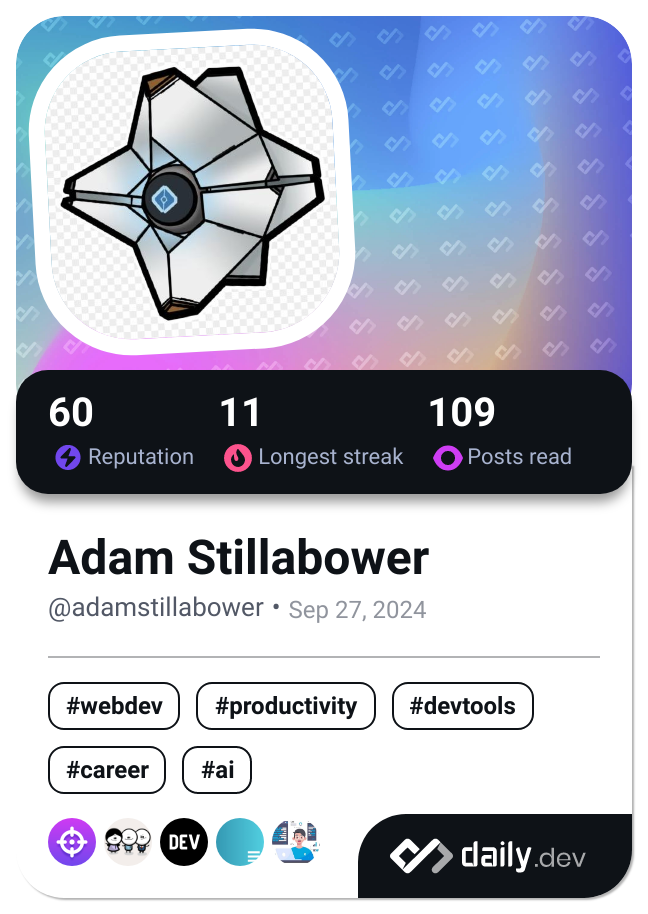 60 11 109
Reputation Longest streak Posts read
Adam Stillabower
@adamstillabower • Sep 27, 2024
#webdev #productivity #devtools
#career #ai
DEV
daily.dev